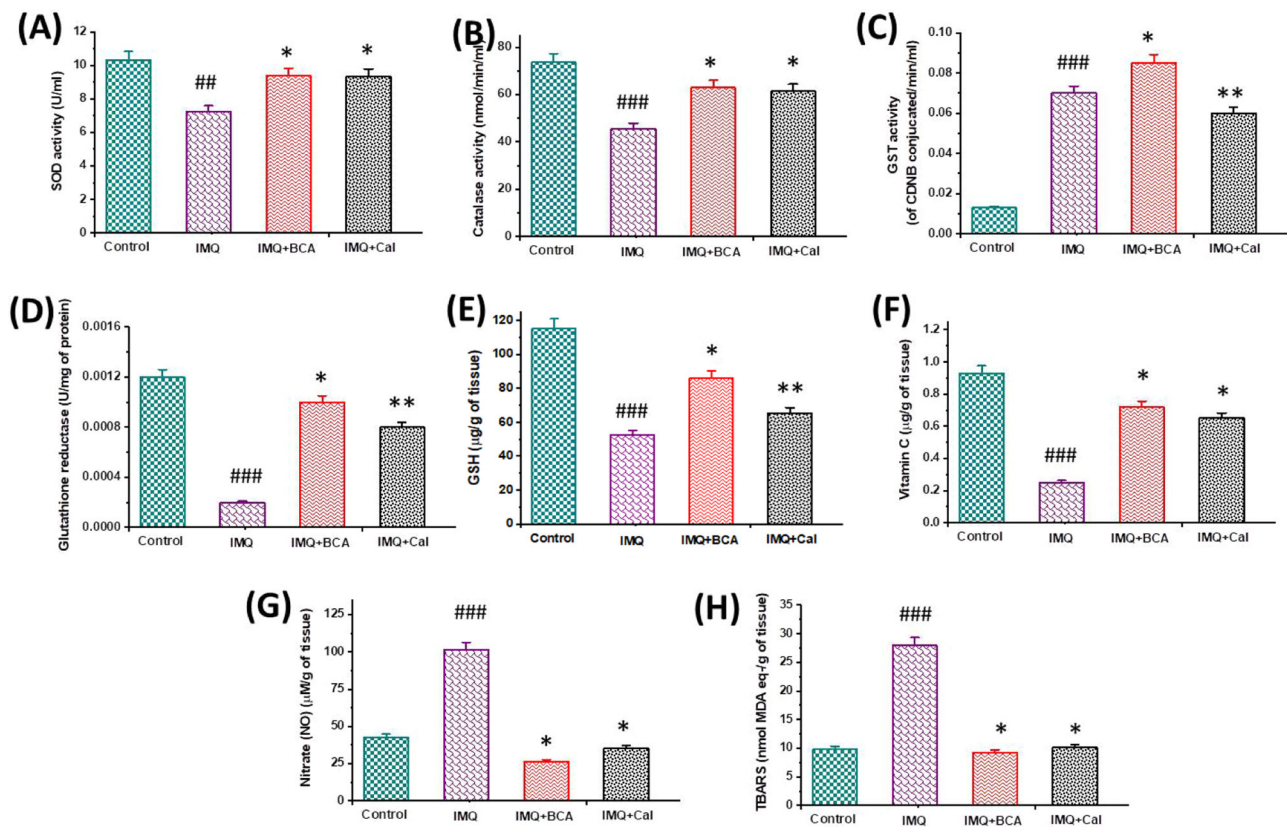 (A)
SOD activity (U/ml)
12
10
8
6
4
2
0
##
*
*
Control
IMQ
IMQ+BCA
IMQ+Cal
(B)
Catalase activity (nmol/min/ml)
80
60
40
20
0
###
*
*
Control
IMQ
IMQ+BCA
IMQ+Cal
(C)
GST activity
(of CDNB conjucated/min/ml)
0.10
0.08
0.06
0.04
0.02
0.00
###
*
**
Control
IMQ
IMQ+BCA
IMQ+Cal
(D)
Glutathione reductase (U/mg of protein)
0.0016
0.0012
0.0008
0.0004
0.0000
###
*
**
Control
IMQ
IMQ+BCA
IMQ+Cal
(E)
GSH (µg/g of tissue)
120
100
80
60
40
20
0
###
*
**
Control
IMQ
IMQ+BCA
IMQ+Cal
(F)
Vitamin C (µg/g of tissue)
1.2
1.0
0.8
0.6
0.4
0.2
0.0
###
*
*
Control
IMQ
IMQ+BCA
IMQ+Cal
(G)
Nitrate (NO) (µM/g of tissue)
125
100
75
50
25
0
###
*
*
Control
IMQ
IMQ+BCA
IMQ+Cal
(H)
TBARS (nmol MDA eq-/g of tissue)
35
30
25
20
15
10
5
0
###
*
*
Control
IMQ
IMQ+BCA
IMQ+Cal